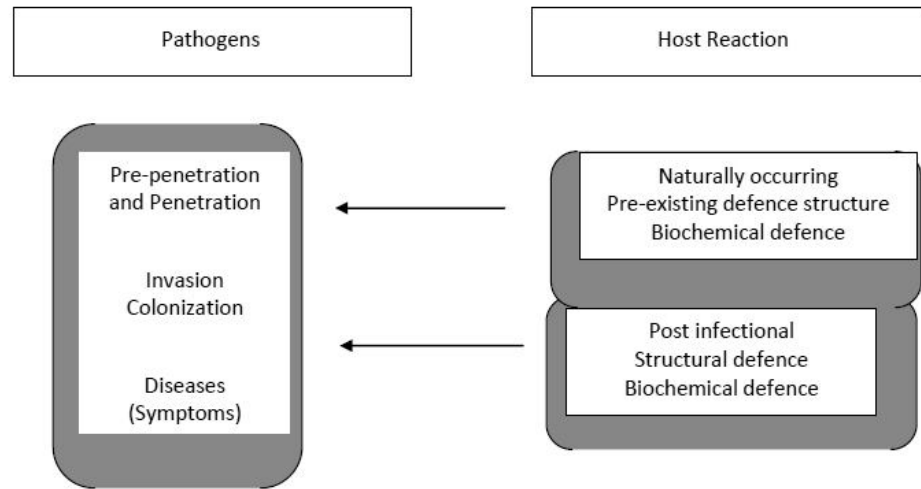 Pathogens
Host Reaction
Pre-penetration
and Penetration
Invasion
Colonization
Diseases
(Symptoms)
Naturally occurring
Pre-existing defence structure
Biochemical defence
Post infectional
Structural defence
Biochemical defence